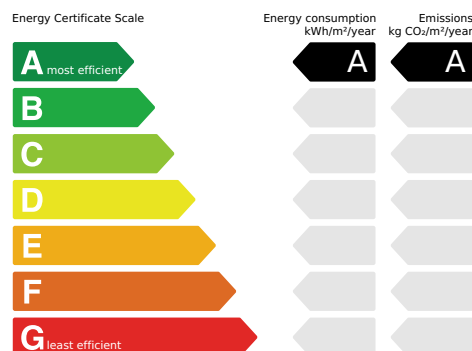 Energy Certificate Scale
Energy consumption
kWh/m²/year
Emissions
kg CO₂/m²/year
A most efficient
A
A
B
C
D
E
F
G least efficient